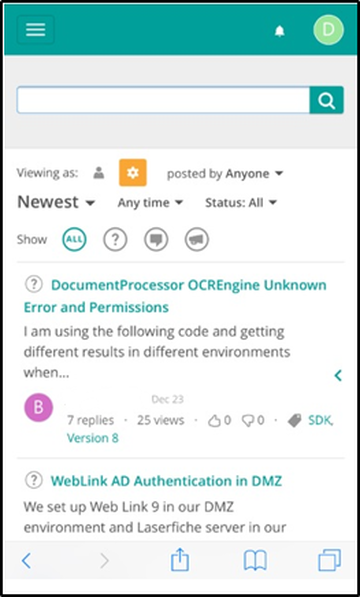 D
Viewing as: posted by Anyone
Newest Any time Status: All
Show ALL ?
? DocumentProcessor OCREngine Unknown
Error and Permissions
I am using the following code and getting
different results in different environments
when...
B
Dec 23
7 replies · 25 views · 0 0 · SDK,
Version 8
? WebLink AD Authentication in DMZ
We set up Web Link 9 in our DMZ
environment and Laserfiche server in our